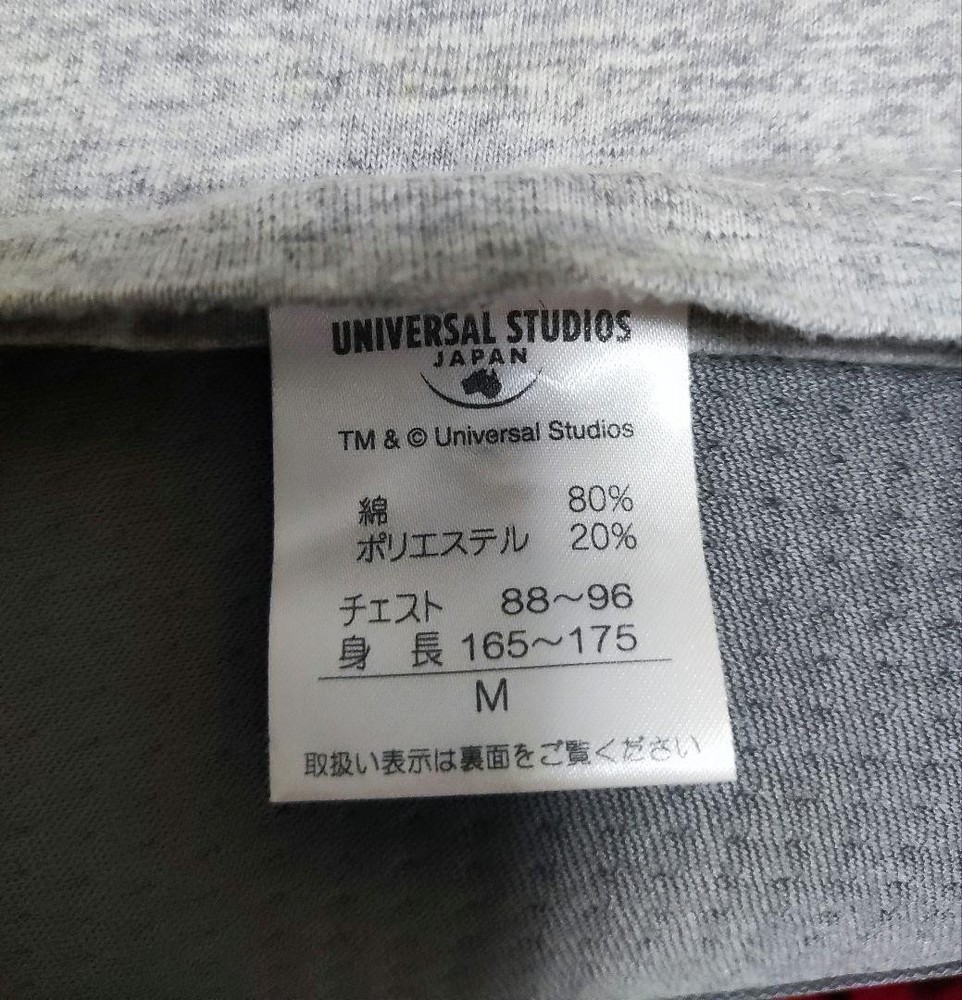 UNIVERSAL STUDIOS
JAPAN
TM & © Universal Studios
綿 80%
ポリエステル 20%
チェスト 88～96
身 長 165～175
M
取扱い表示は裏面をご覧ください